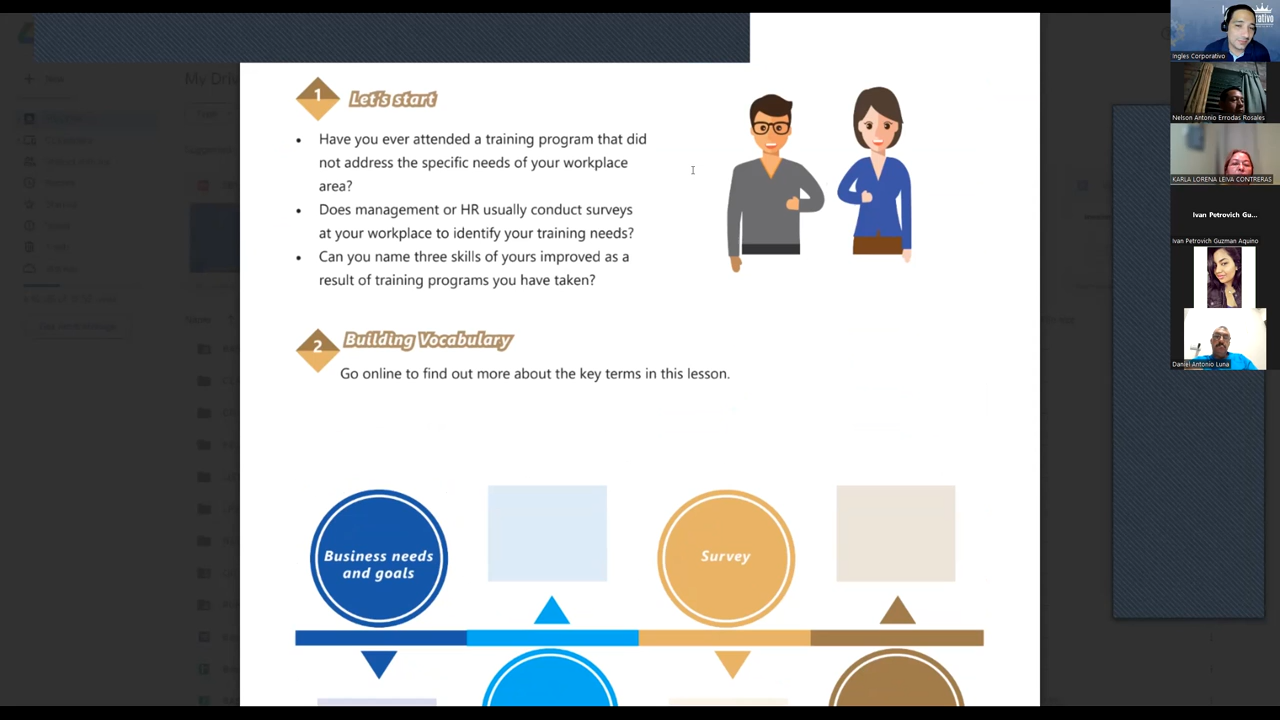 1 Let's start
Have you ever attended a training program that did
not address the specific needs of your workplace
area?
Does management or HR usually conduct surveys
at your workplace to identify your training needs?
Can you name three skills of yours improved as a
result of training programs you have taken?
2 Building Vocabulary
Go online to find out more about the key terms in this lesson.
Business needs
and goals
Survey
Ingles Corporativo
Nelson Antonio Errodas Rosales
KARLA LORENA LEIVA CONTRERAS
Ivan Petrovich Gu...
Ivan Petrovich Guzman Aquino
Daniel Antonio Luna
My Driv
New
Name